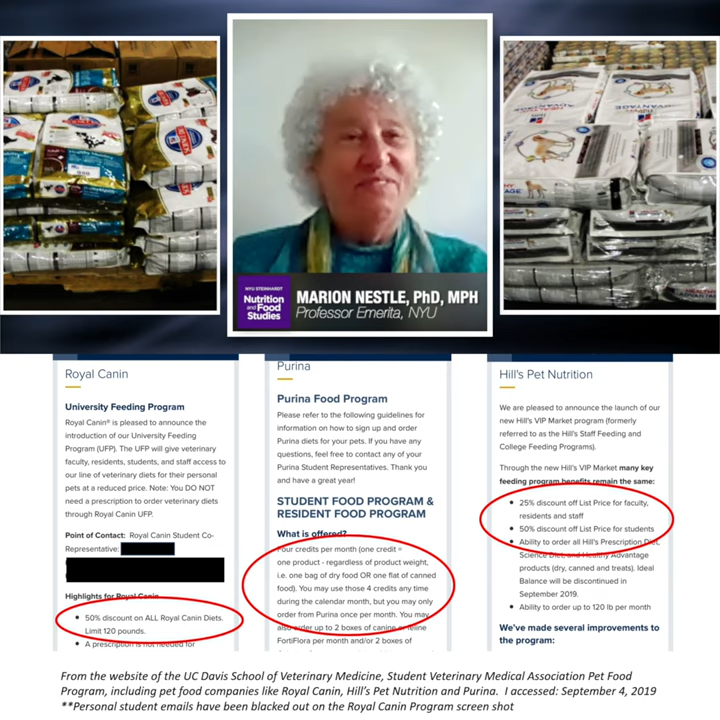 HEALTHY ADVANTAGE
NYU STEINHARDT
Nutrition
and Food
Studies
MARION NESTLE, PhD, MPH
Professor Emerita, NYU
Royal Canin
University Feeding Program
Royal Canin® is pleased to announce the
introduction of our University Feeding
Program (UFP). The UFP will give veterinary
faculty, residents, students, and staff access to
our line of veterinary diets for their personal
pets at a reduced price. Note: You DO NOT
need a prescription to order veterinary diets
through Royal Canin UFP.
Point of Contact: Royal Canin Student Co-
Representative:
Highlights for Royal Canin
• 50% discount on ALL Royal Canin Diets.
Limit 120 pounds.
• A prescription is not needed for
Purina
Purina Food Program
Please refer to the following guidelines for
information on how to sign up and order
Purina diets for your pets. If you have any
questions, feel free to contact any of your
Purina Student Representatives. Thank you
and have a great year!
STUDENT FOOD PROGRAM &
RESIDENT FOOD PROGRAM
What is offered?
Four credits per month (one credit =
one product - regardless of product weight,
i.e. one bag of dry food OR one flat of canned
food). You may use those 4 credits any time
during the calendar month, but you may only
order from Purina once per month. You may
also order up to 2 boxes of canine or feline
FortiFlora per month and/or 2 boxes of
Hill's Pet Nutrition
We are pleased to announce the launch of our
new Hill's VIP Market program (formerly
referred to as the Hill's Staff Feeding and
College Feeding Programs).
Through the new Hill's VIP Market many key
feeding program benefits remain the same:
• 25% discount off List Price for faculty,
residents and staff
• 50% discount off List Price for students
• Ability to order all Hill's Prescription Diet,
Science Diet, and Healthy Advantage
products (dry, canned and treats). Ideal
Balance will be discontinued in
September 2019.
• Ability to order up to 120 lb per month
We've made several improvements to
the program:
From the website of the UC Davis School of Veterinary Medicine, Student Veterinary Medical Association Pet Food
Program, including pet food companies like Royal Canin, Hill's Pet Nutrition and Purina.  I accessed: September 4, 2019
**Personal student emails have been blacked out on the Royal Canin Program screen shot